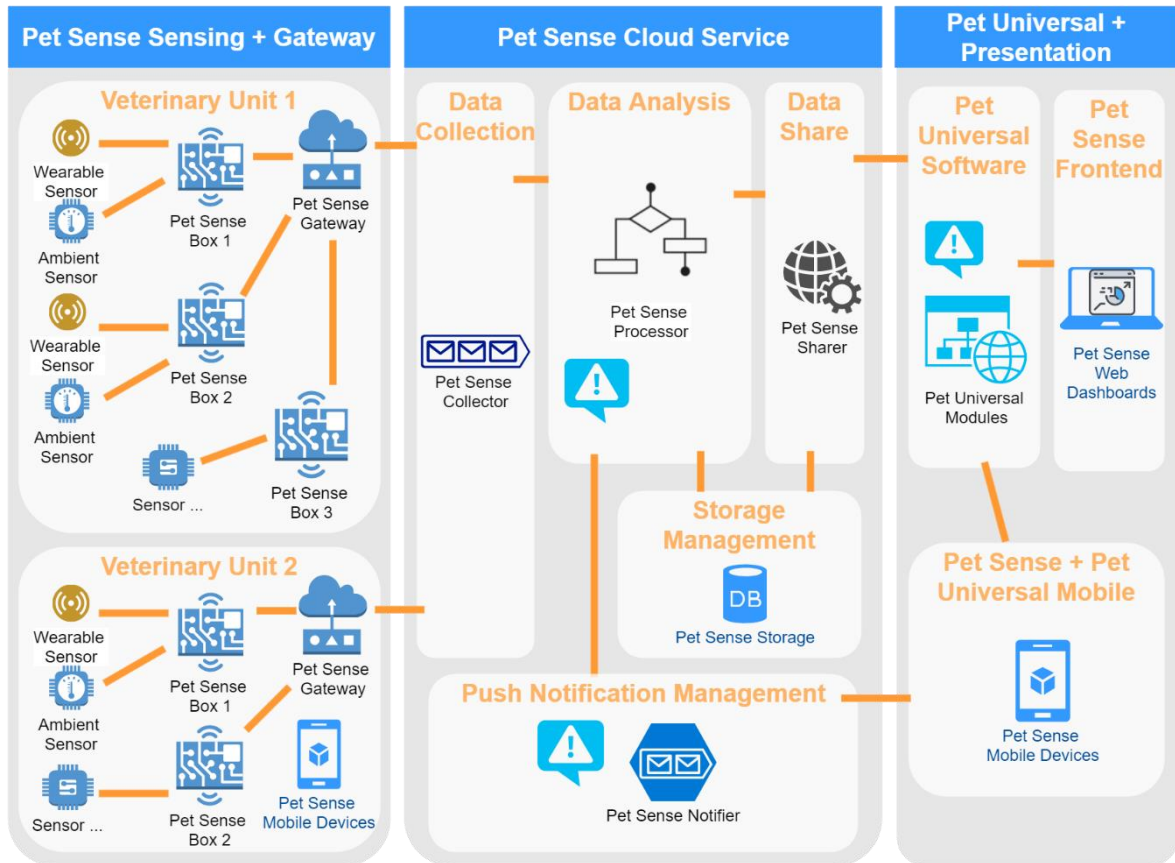 Pet Sense Sensing + Gateway
Veterinary Unit 1
Wearable
Sensor
Ambient
Sensor
Pet Sense
Box 1
Pet Sense
Gateway
Wearable
Sensor
Ambient
Sensor
Pet Sense
Box 2
Sensor ...
Pet Sense
Box 3
Veterinary Unit 2
Wearable
Sensor
Ambient
Sensor
Pet Sense
Box 1
Pet Sense
Gateway
Sensor ...
Pet Sense
Box 2
Pet Sense
Mobile Devices
Pet Sense Cloud Service
Data
Collection
Pet Sense
Collector
Data Analysis
Pet Sense
Processor
Data
Share
Pet Sense
Sharer
Storage
Management
DB
Pet Sense Storage
Push Notification Management
Pet Sense Notifier
Pet Universal +
Presentation
Pet
Universal
Software
Pet Universal
Modules
Pet
Sense
Frontend
Pet Sense
Web
Dashboards
Pet Sense + Pet
Universal Mobile
Pet Sense
Mobile Devices